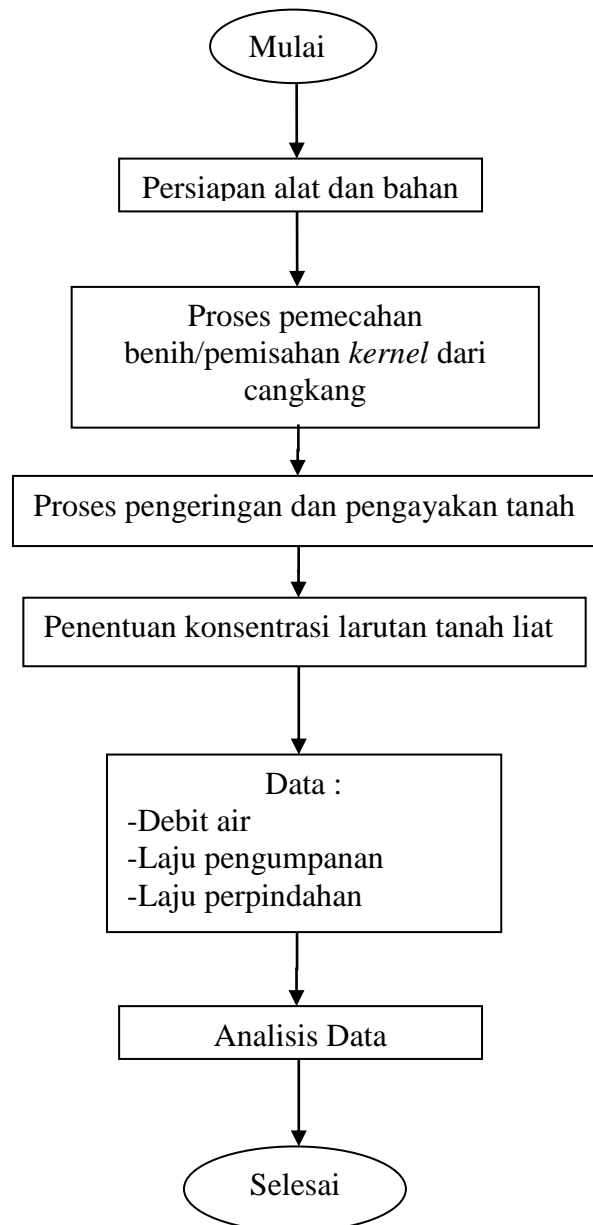 Mulai
Persiapan alat dan bahan
Proses pemecahan
benih/pemisahan kernel dari
cangkang
Proses pengeringan dan pengayakan tanah
Penentuan konsentrasi larutan tanah liat
Data :
-Debit air
-Laju pengumpanan
-Laju perpindahan
Analisis Data
Selesai